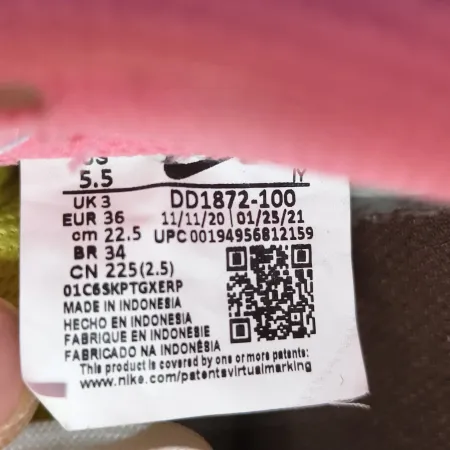 US
5.5
UK 3
EUR 36
cm 22.5
BR 34
CN 225(2.5)
DD1872-100
11/11/20 01/25/21
UPC 00194956812159
01C6SKPTGXERP
MADE IN INDONESIA
HECHO EN INDONESIA
FABRIQUE EN INDONESIE
FABRICADO NA INDONÉSIA
This product is covered by one or more patents:
www.nike.com/patentsvirtualmarking